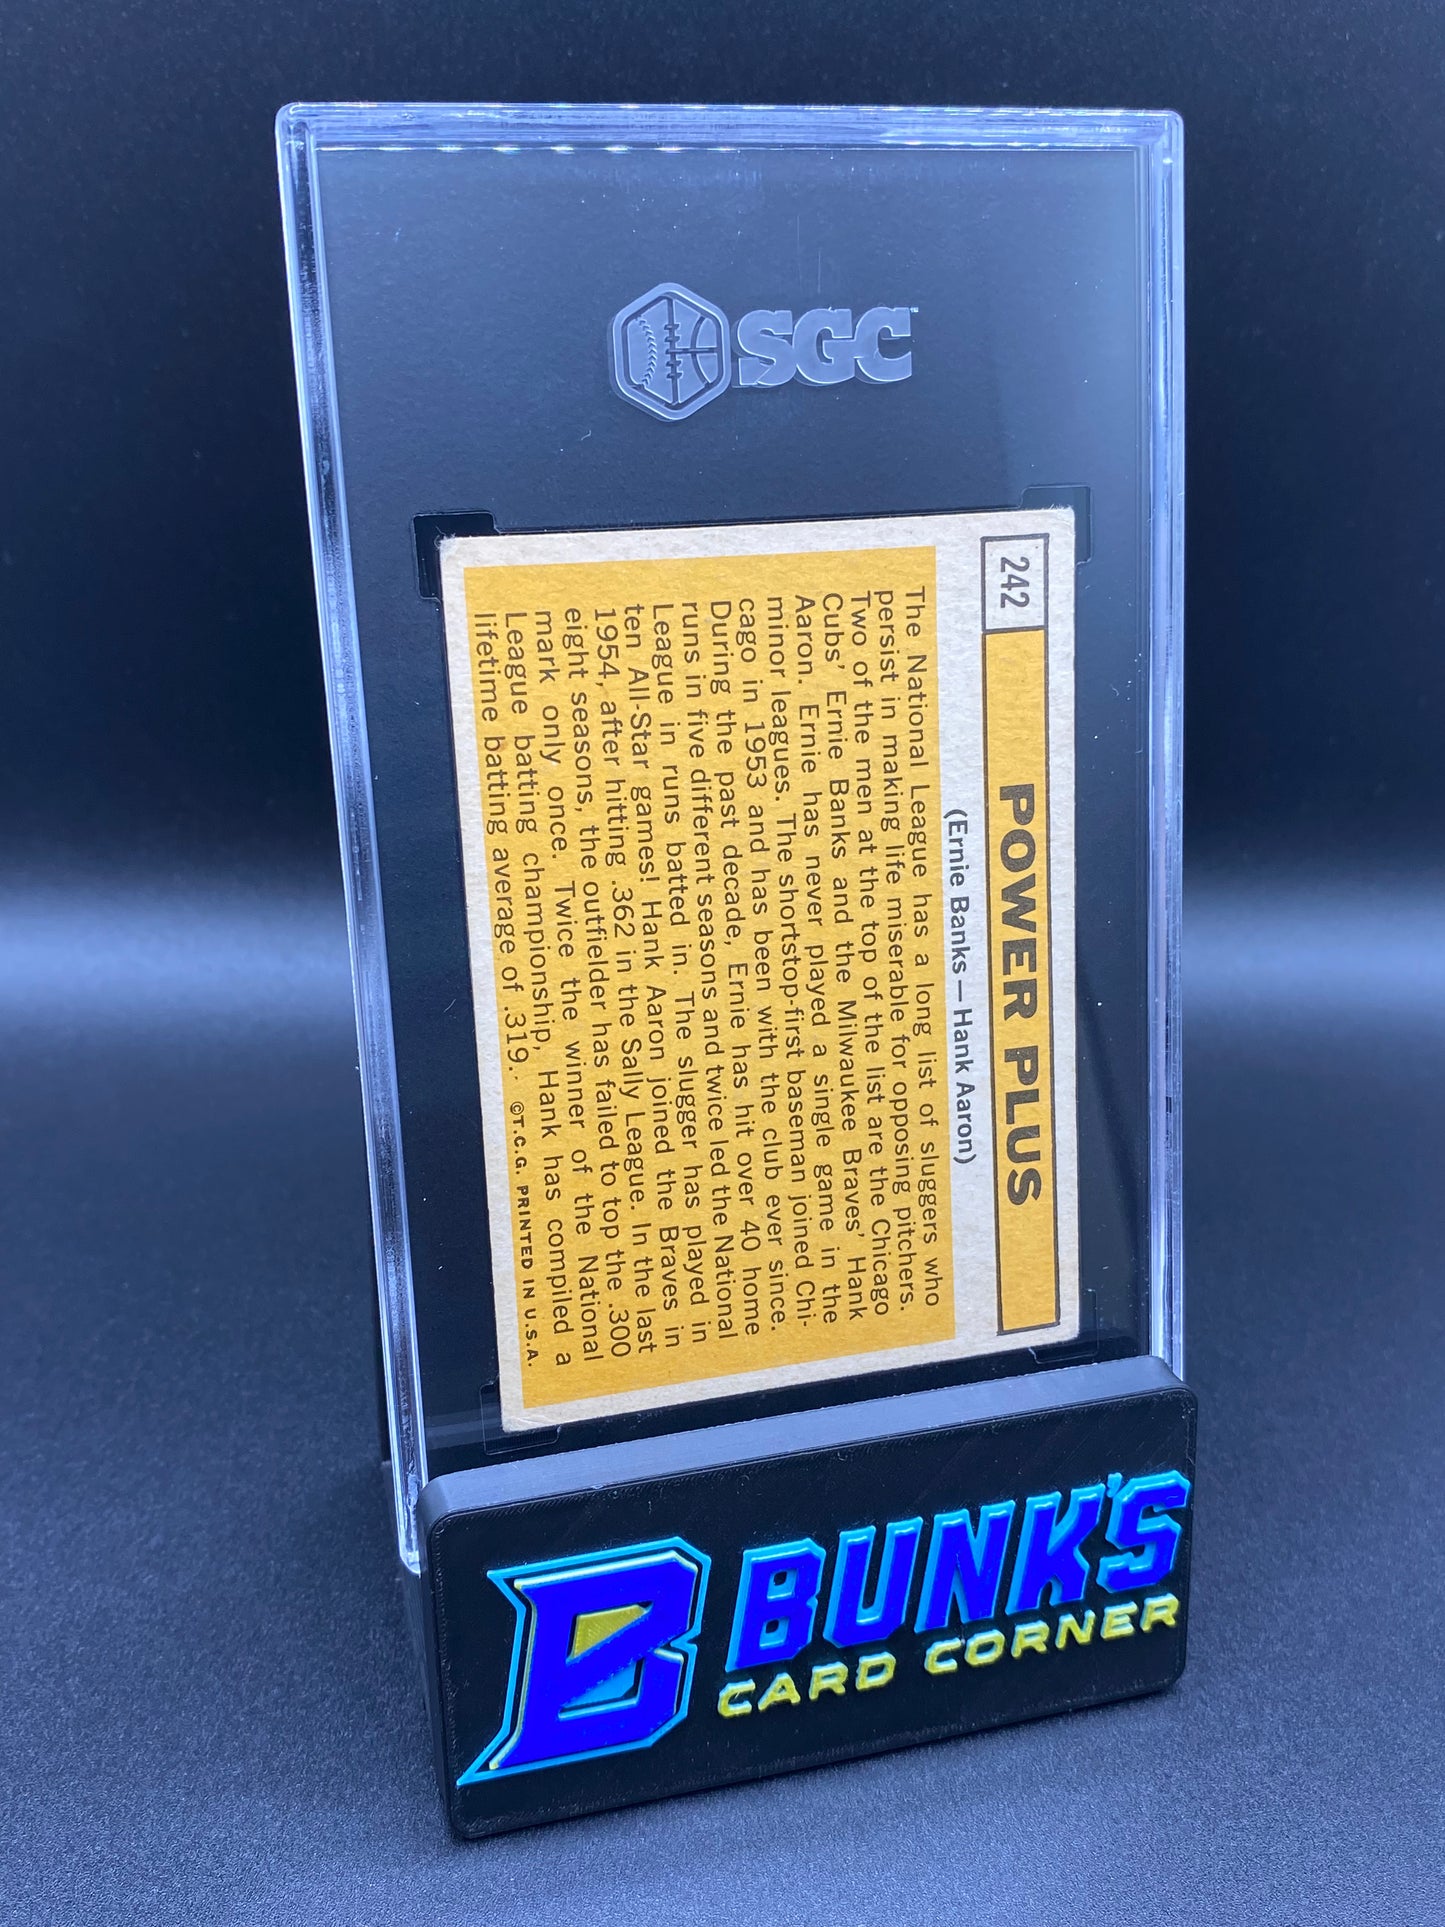 SGC
242
POWER PLUS
(Ernie Banks — Hank Aaron)
The National League has a long list of sluggers who
persist in making life miserable for opposing pitchers.
Two of the men at the top of the list are the Chicago
Cubs' Ernie Banks and the Milwaukee Braves' Hank
Aaron. Ernie has never played a single game in the
minor leagues. The shortstop-first baseman joined Chi-
cago in 1953 and has been with the club ever since.
During the past decade, Ernie has hit over 40 home
runs in five different seasons and twice led the National
League in runs batted in. The slugger has played in
ten All-Star games! Hank Aaron joined the Braves in
1954, after hitting .362 in the Sally League. In the last
eight seasons, the outfielder has failed to top the .300
mark only once. Twice the winner of the National
League batting championship, Hank has compiled a
lifetime batting average of .319.
©T.C.G. PRINTED IN U.S.A.
B BUNK'S
CARD CORNER